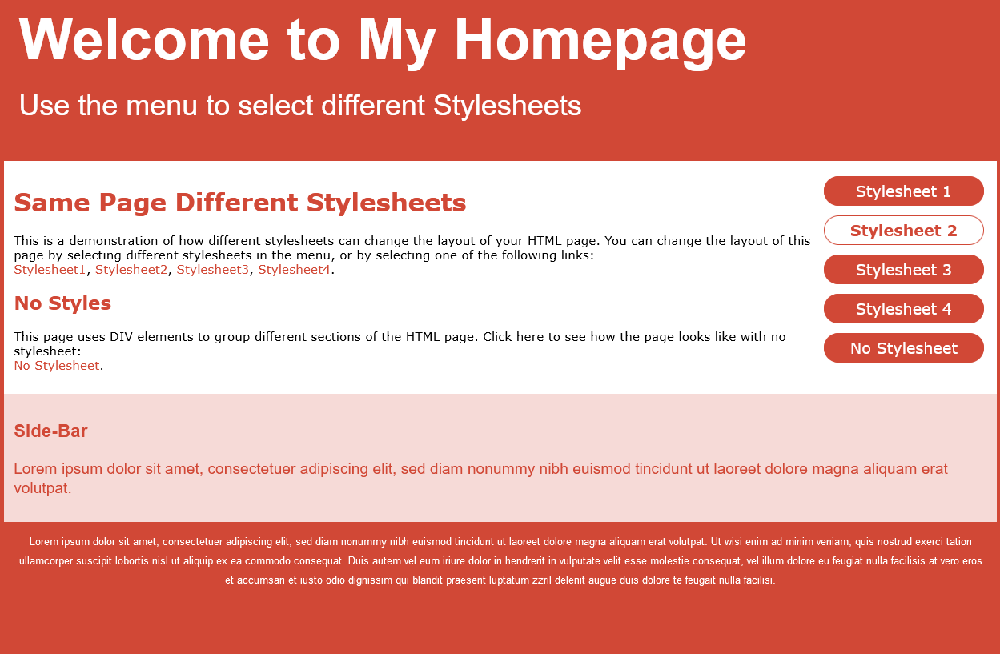 Welcome to My Homepage
Use the menu to select different Stylesheets
Same Page Different Stylesheets
This is a demonstration of how different stylesheets can change the layout of your HTML page. You can change the layout of this
page by selecting different stylesheets in the menu, or by selecting one of the following links:
Stylesheet1, Stylesheet2, Stylesheet3, Stylesheet4.
No Styles
This page uses DIV elements to group different sections of the HTML page. Click here to see how the page looks like with no
stylesheet:
No Stylesheet.
Stylesheet 1
Stylesheet 2
Stylesheet 3
Stylesheet 4
No Stylesheet
Side-Bar
Lorem ipsum dolor sit amet, consectetuer adipiscing elit, sed diam nonummy nibh euismod tincidunt ut laoreet dolore magna aliquam erat
volutpat.
Lorem ipsum dolor sit amet, consectetuer adipiscing elit, sed diam nonummy nibh euismod tincidunt ut laoreet dolore magna aliquam erat volutpat. Ut wisi enim ad minim veniam, quis nostrud exerci tation
ullamcorper suscipit lobortis nisl ut aliquip ex ea commodo consequat. Duis autem vel eum iriure dolor in hendrerit in vulputate velit esse molestie consequat, vel illum dolore eu feugiat nulla facilisis at vero eros
et accumsan et iusto odio dignissim qui blandit praesent luptatum zzril delenit augue duis dolore te feugait nulla facilisi.